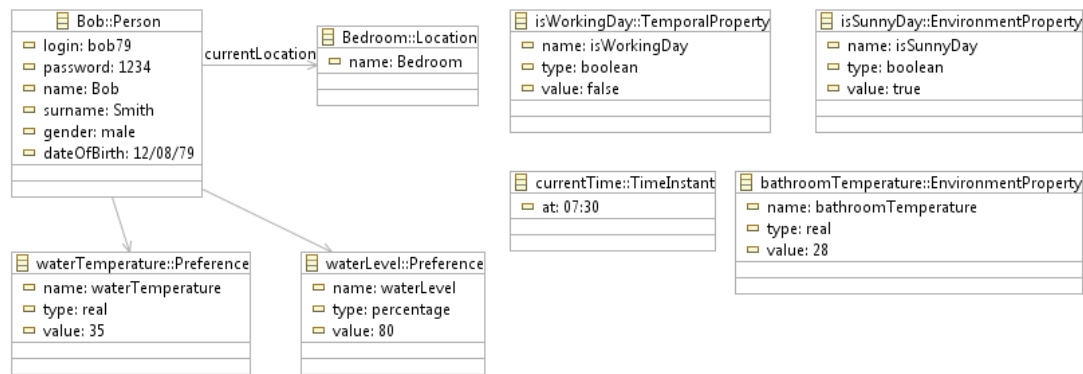 Bob::Person
login: bob79
password: 1234
name: Bob
surname: Smith
gender: male
dateOfBirth: 12/08/79
currentLocation
Bedroom::Location
name: Bedroom
isWorkingDay::TemporalProperty
name: isWorkingDay
type: boolean
value: false
isSunnyDay::EnvironmentProperty
name: isSunnyDay
type: boolean
value: true
currentTime::TimeInstant
at: 07:30
bathroomTemperature::EnvironmentProperty
name: bathroomTemperature
type: real
value: 28
waterTemperature::Preference
name: waterTemperature
type: real
value: 35
waterLevel::Preference
name: waterLevel
type: percentage
value: 80